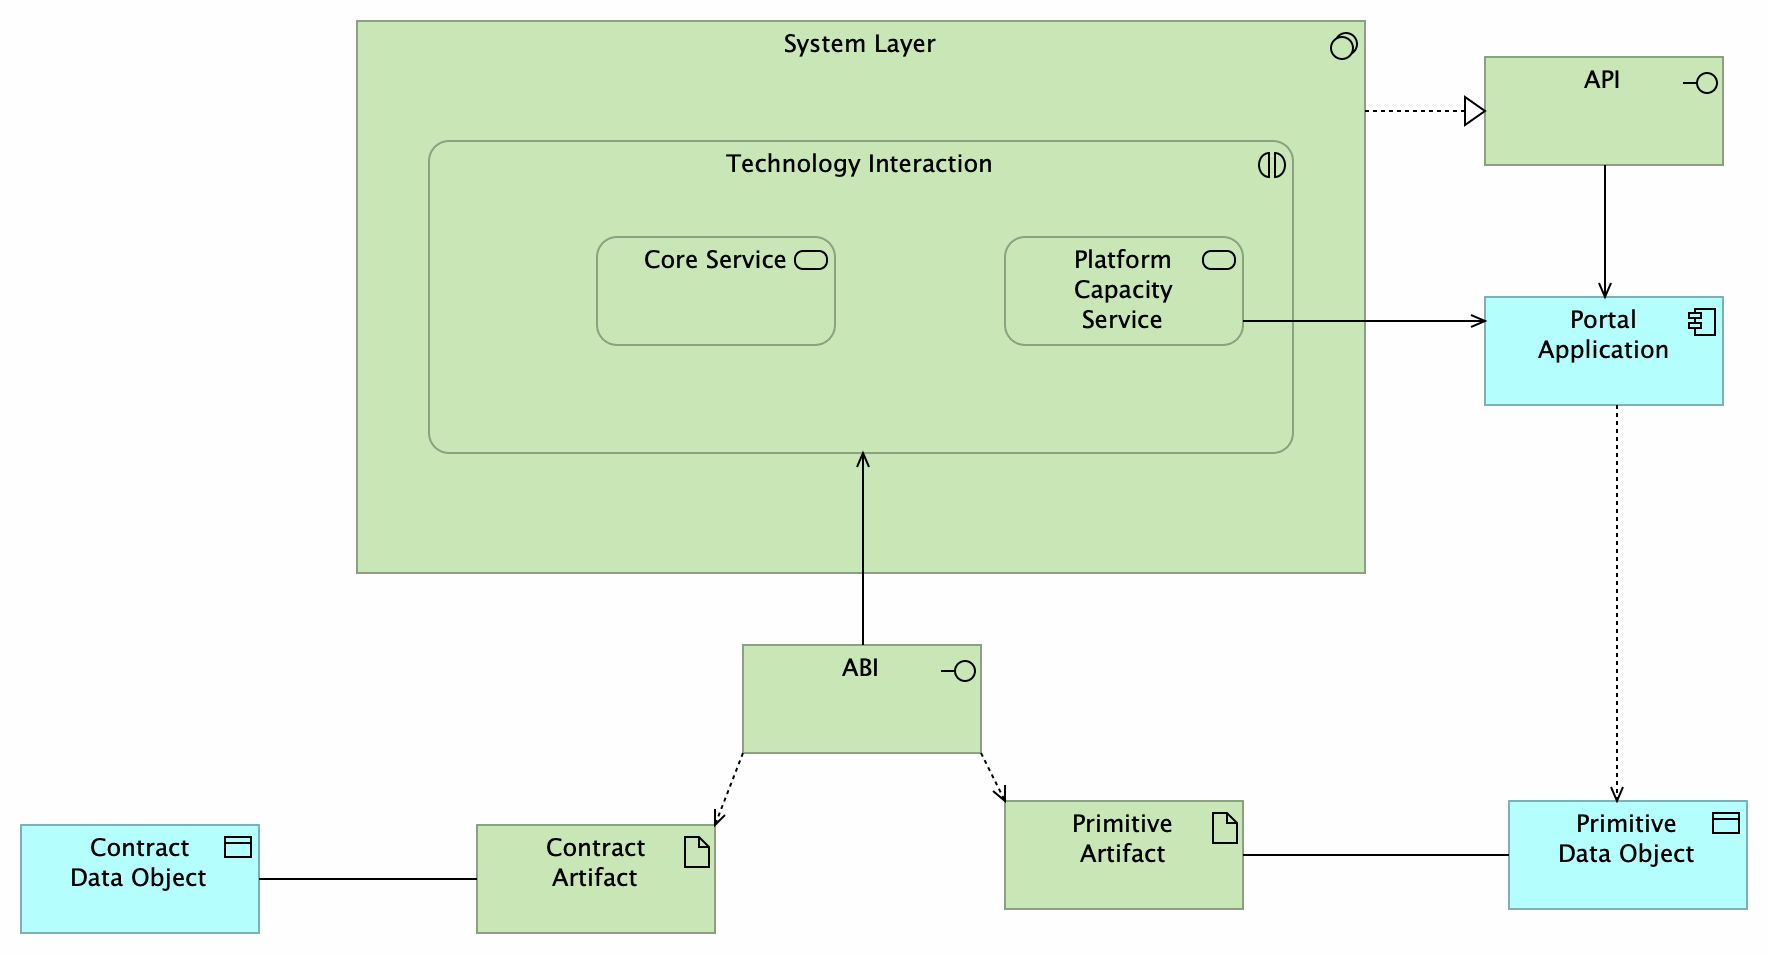 System Layer
API
Technology Interaction
Core Service
Platform
Capacity
Service
Portal
Application
ABI
Contract
Data Object
Contract
Artifact
Primitive
Artifact
Primitive
Data Object